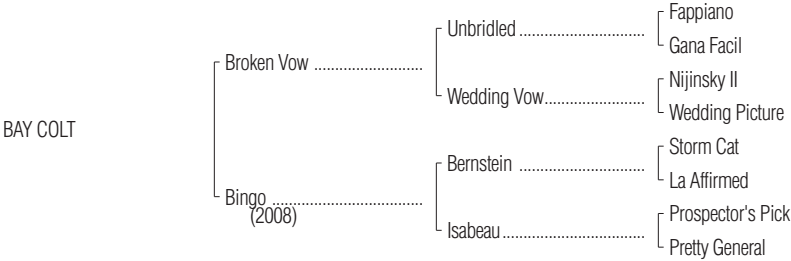 Fappiano
Unbridled
Gana Facil
Broken Vow
Nijinsky II
Wedding Vow
Wedding Picture
BAY COLT
Storm Cat
Bernstein
La Affirmed
Bingo
(2008)
Prospector's Pick
Isabeau
Pretty General